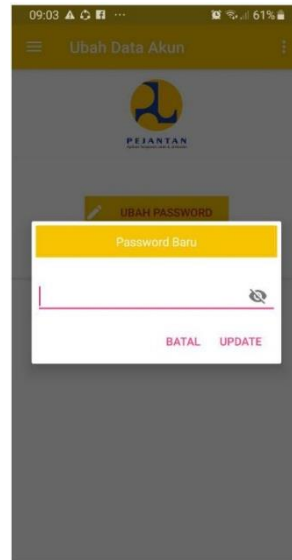 09:03
61%
Ubah Data Akun
PEJANTAN
UBAH PASSWORD
Password Baru
BATAL UPDATE